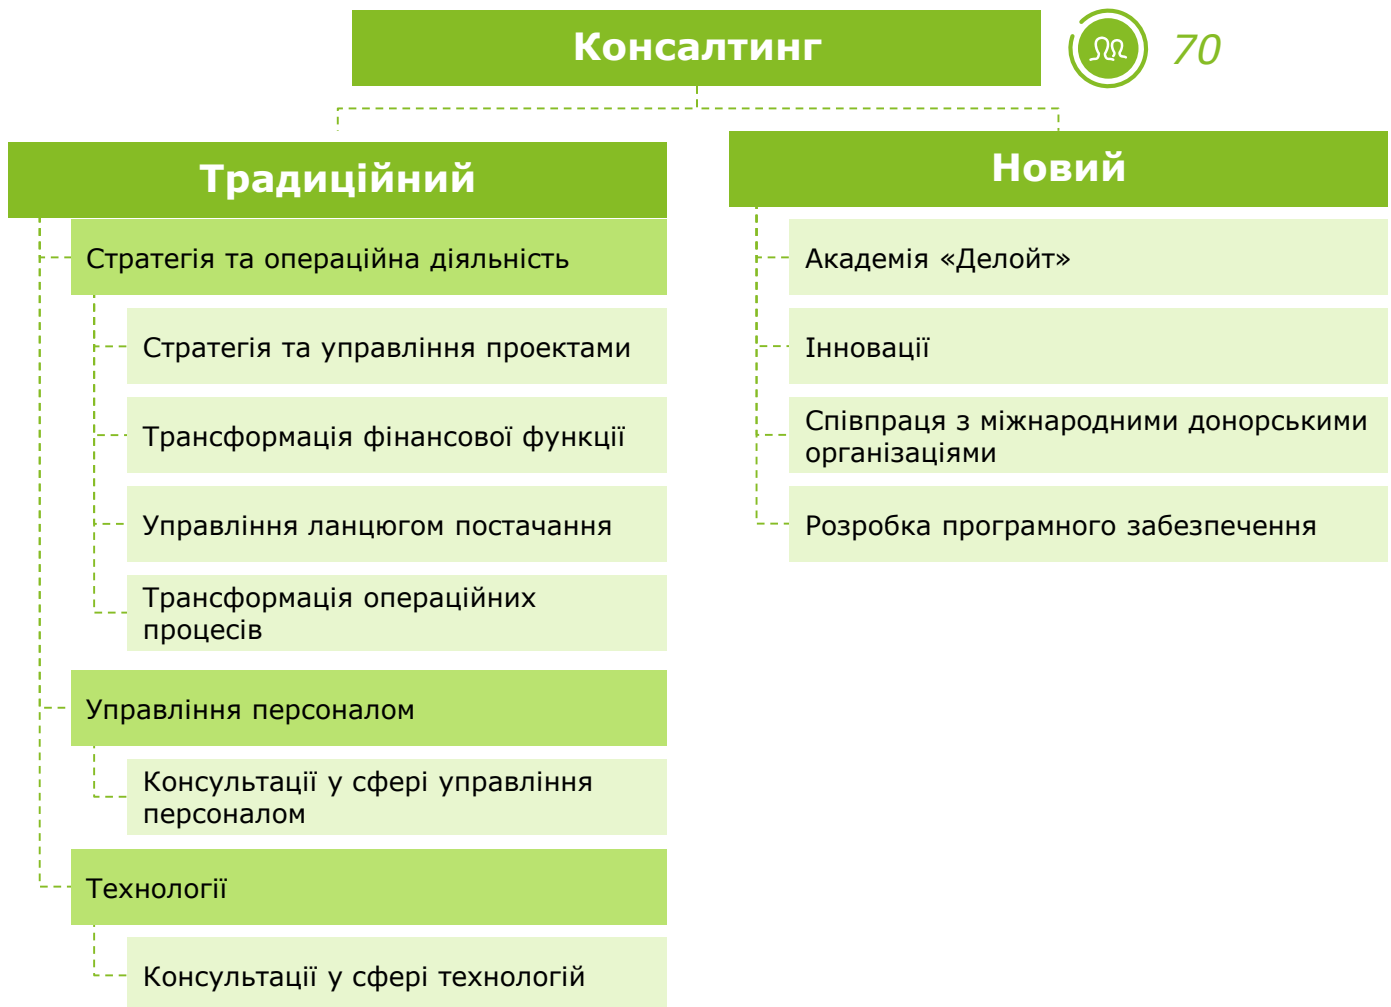 Консалтинг
70
Традиційний
Стратегія та операційна діяльність
Стратегія та управління проектами
Трансформація фінансової функції
Управління ланцюгом постачання
Трансформація операційних
процесів
Управління персоналом
Консультації у сфері управління
персоналом
Технології
Консультації у сфері технологій
Новий
Академія «Делойт»
Інновації
Співпраця з міжнародними донорськими
організаціями
Розробка програмного забезпечення